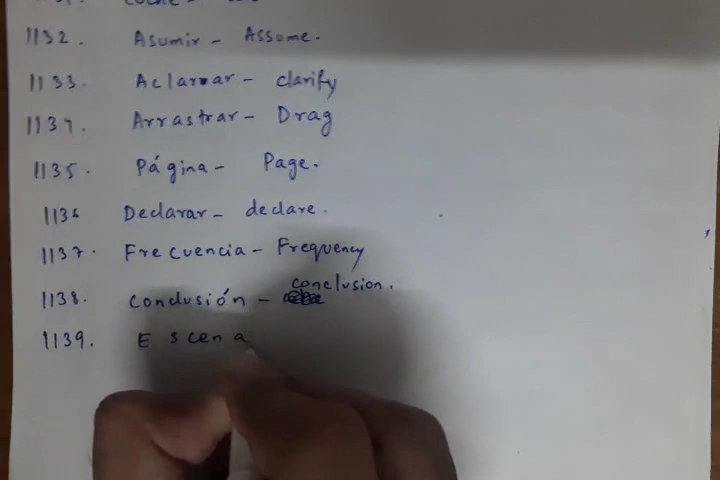 1132. Asumir - Assume.
1133. Aclarar - clarify
1134. Arrastrar - Drag
1135. Página - Page.
1136 Declarar - declare.
1137. Frecuencia - Frequency
1138. Conclusión - conclusion.
1139. Escena